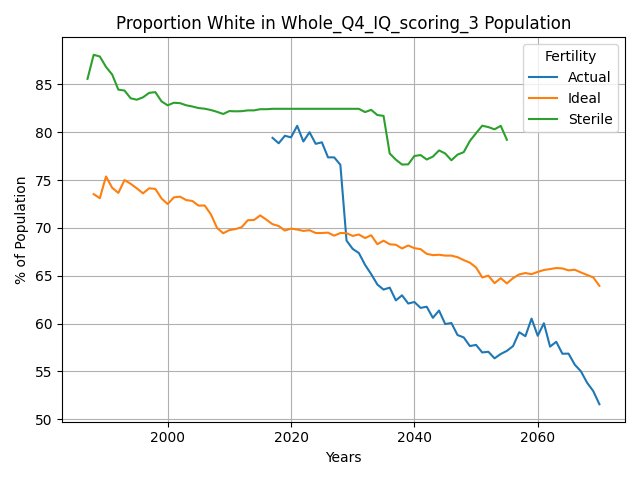 Proportion White in Whole_Q4_IQ_scoring_3 Population
Fertility
Actual
Ideal
Sterile
% of Population
85
80
75
70
65
60
55
50
2000
2020
2040
2060
Years